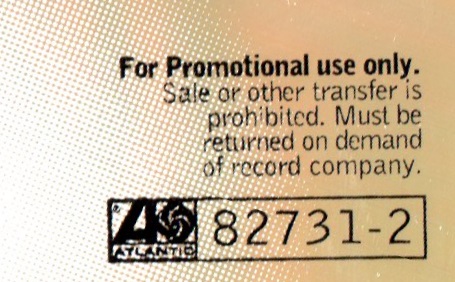 For Promotional use only.
Sale or other transfer is
prohibited. Must be
returned on demand
of record company.
® ATLANTIC 82731-2